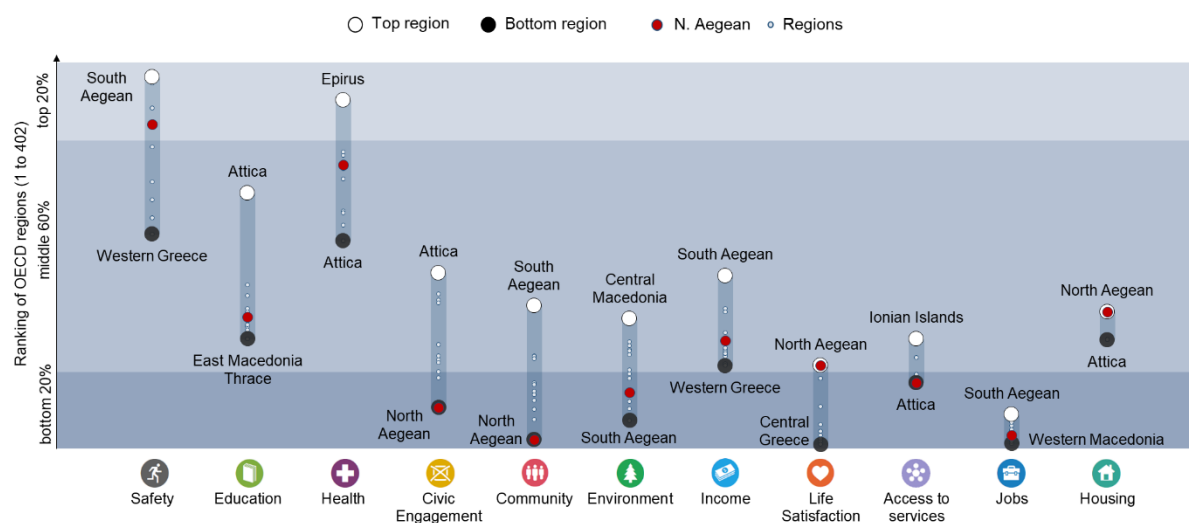 Top region
Bottom region
N. Aegean
Regions
Ranking of OECD regions (1 to 402)
top 20%
middle 60%
bottom 20%
South
Aegean
Western Greece
Attica
East Macedonia
Thrace
Epirus
Attica
Attica
North
Aegean
South
Aegean
North
Aegean
Central
Macedonia
South Aegean
South Aegean
Western Greece
North Aegean
Central
Greece
Ionian Islands
Attica
South Aegean
Western Macedonia
North Aegean
Attica
Safety
Education
Health
Civic
Engagement
Community
Environment
Income
Life
Satisfaction
Access to
services
Jobs
Housing